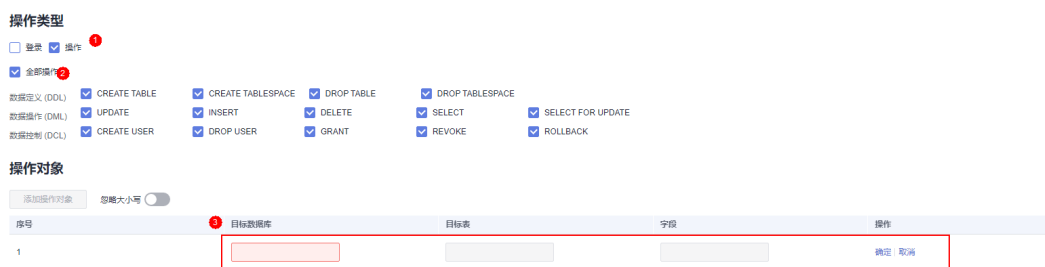 操作类型
登录 操作 1
全部操作 2
数据定义 (DDL) CREATE TABLE CREATE TABLESPACE DROP TABLE DROP TABLESPACE
数据操作 (DML) UPDATE INSERT DELETE SELECT SELECT FOR UPDATE
数据控制 (DCL) CREATE USER DROP USER GRANT REVOKE ROLLBACK
操作对象
添加操作对象 忽略大小写
序号 3 目标数据库 目标表 字段 操作
1 确定 取消